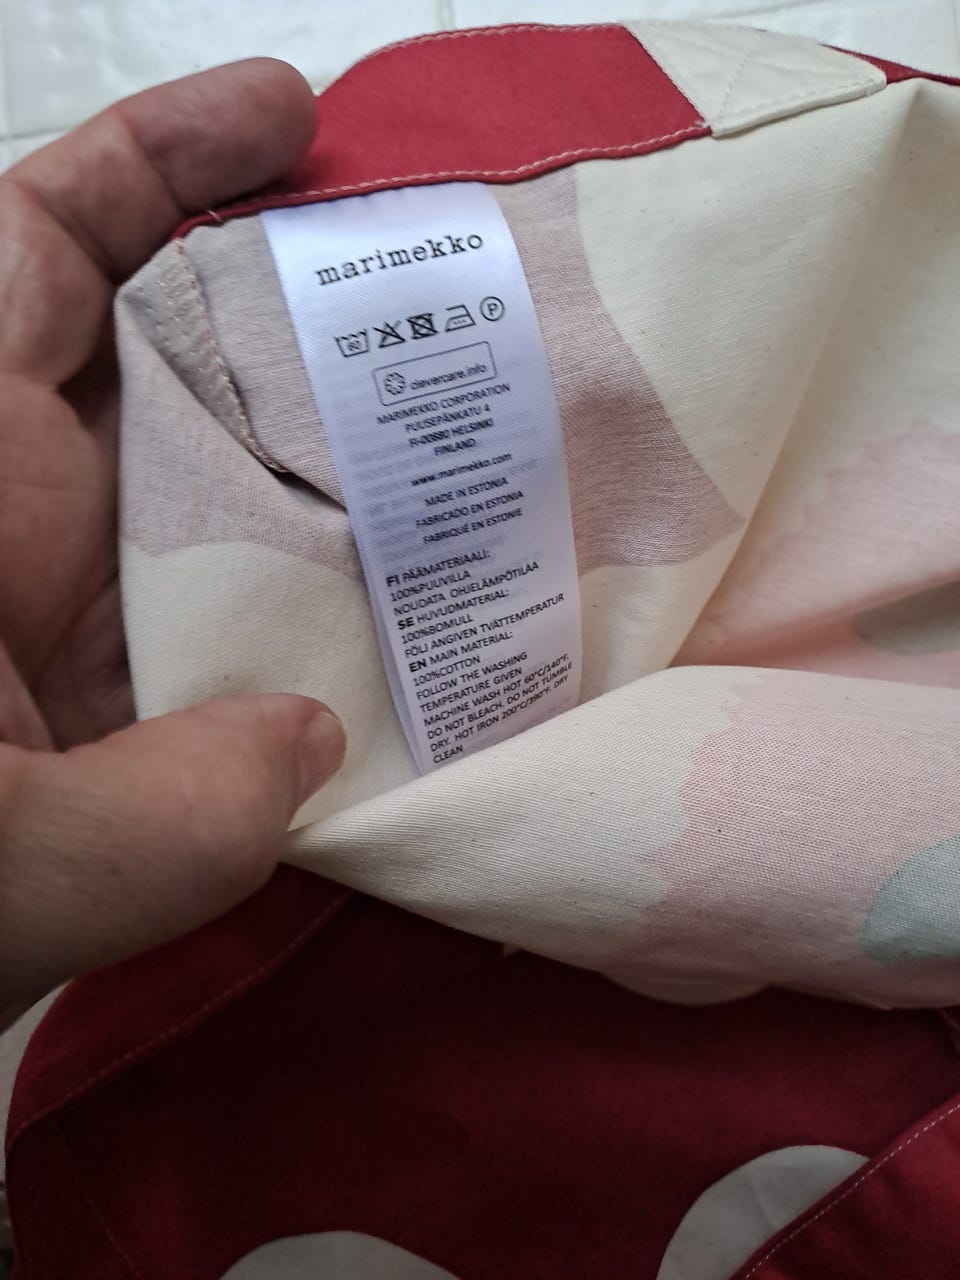 marimekko
60 P
clevercare.info
MARIMEKKO CORPORATION
PUUSEPÄNKATU 4
FI-00880 HELSINKI
FINLAND
www.marimekko.com
MADE IN ESTONIA
FABRICADO EN ESTONIA
FABRIQUÉ EN ESTONIE
FI PÄÄMATERIAALI:
100%PUUVILLA
NOUDATA OHJELÄMPÖTILAA
SE HUVUDMATERIAL:
100%BOMULL
FÖLJ ANGIVEN TVÄTTEMPERATUR
EN MAIN MATERIAL:
100%COTTON
FOLLOW THE WASHING
TEMPERATURE GIVEN
MACHINE WASH HOT 60°C/140°F.
DO NOT BLEACH. DO NOT TUMBLE
DRY. HOT IRON 200°C/390°F. DRY
CLEAN